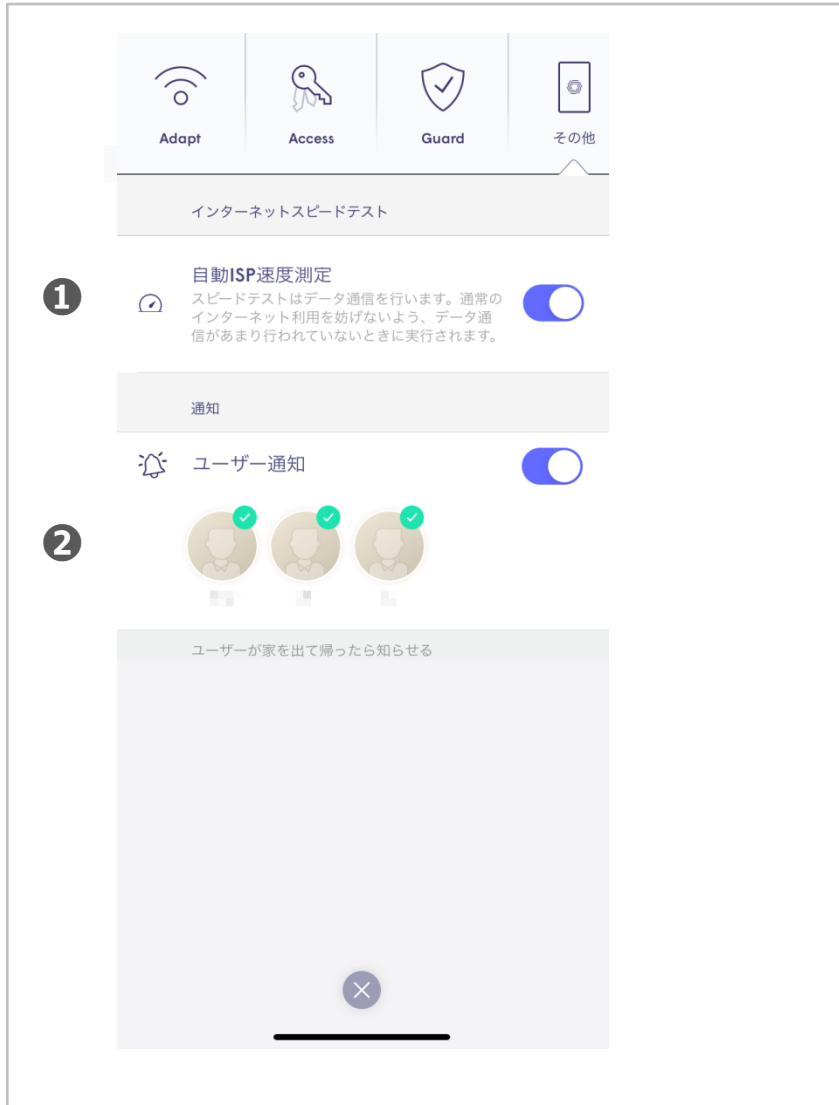 Adapt Access Guard その他
インターネットスピードテスト
❶
自動ISP速度測定
スピードテストはデータ通信を行います。通常の
インターネット利用を妨げないよう、データ通
信があまり行われていないときに実行されます。
通知
ユーザー通知
❷
ユーザーが家を出て帰ったら知らせる